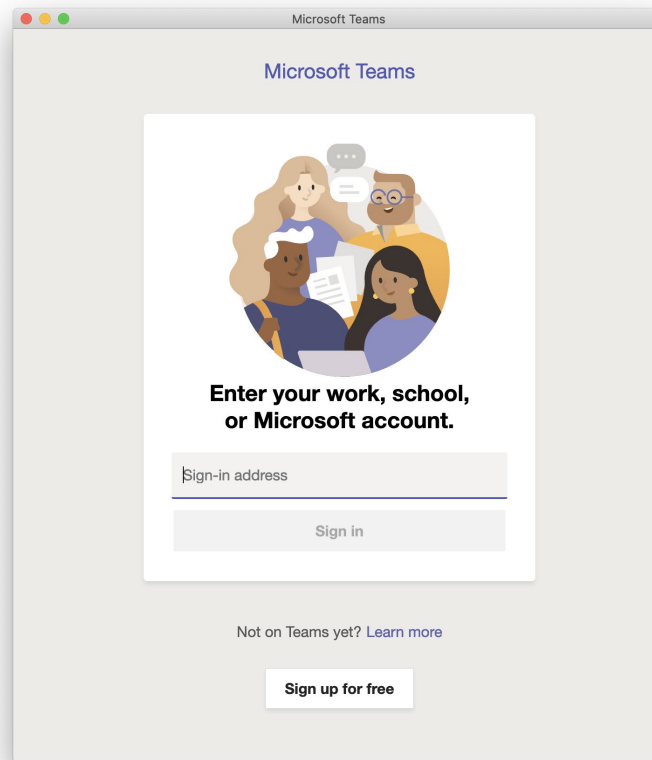 Microsoft Teams
Microsoft Teams
Enter your work, school,
or Microsoft account.
Sign-in address
Sign in
Not on Teams yet? Learn more
Sign up for free